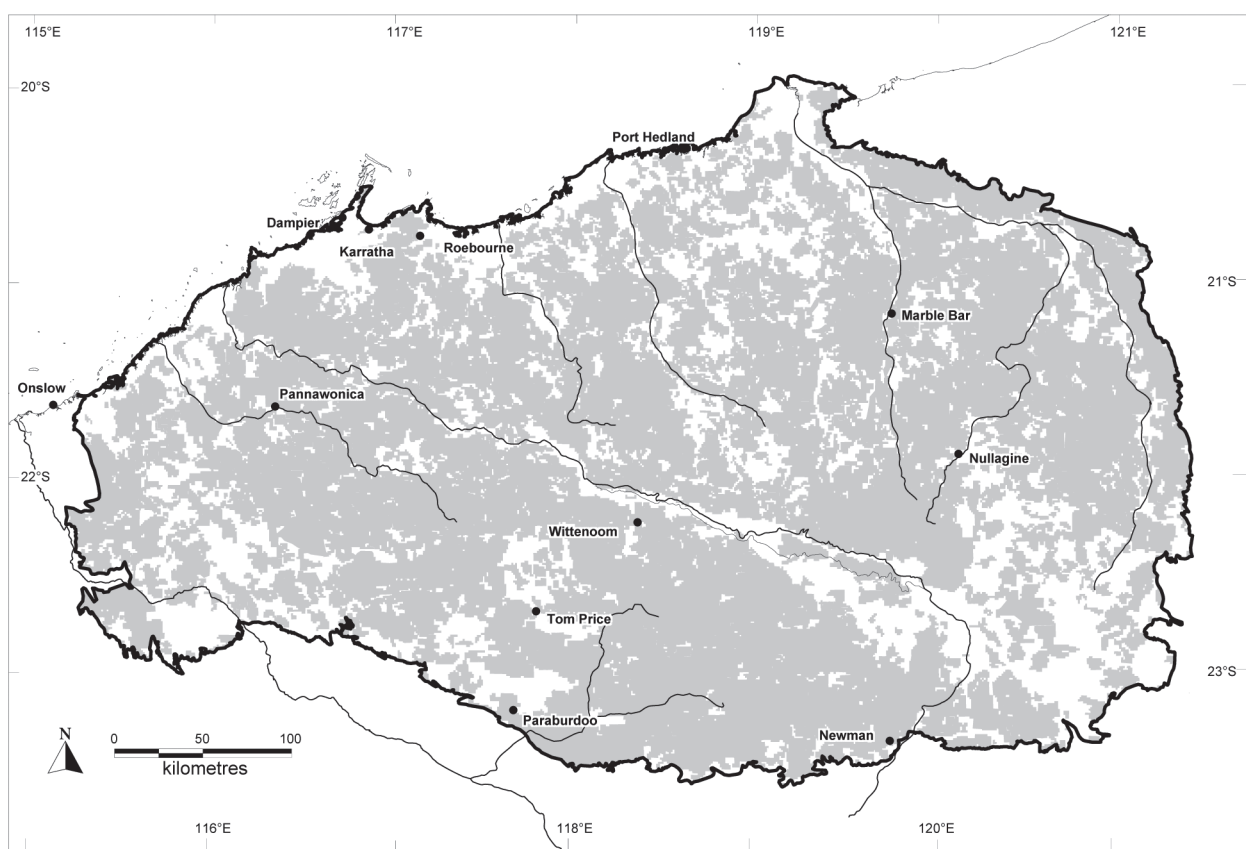 115°E 117°E 119°E 121°E
20°S
Port Hedland
Dampier
Karratha
Roebourne
21°S
Marble Bar
Onslow
Pannawonica
Nullagine
22°S
Wittenoom
Tom Price
23°S
Paraburdoo
Newman
N
0 50 100
kilometres
116°E 118°E 120°E